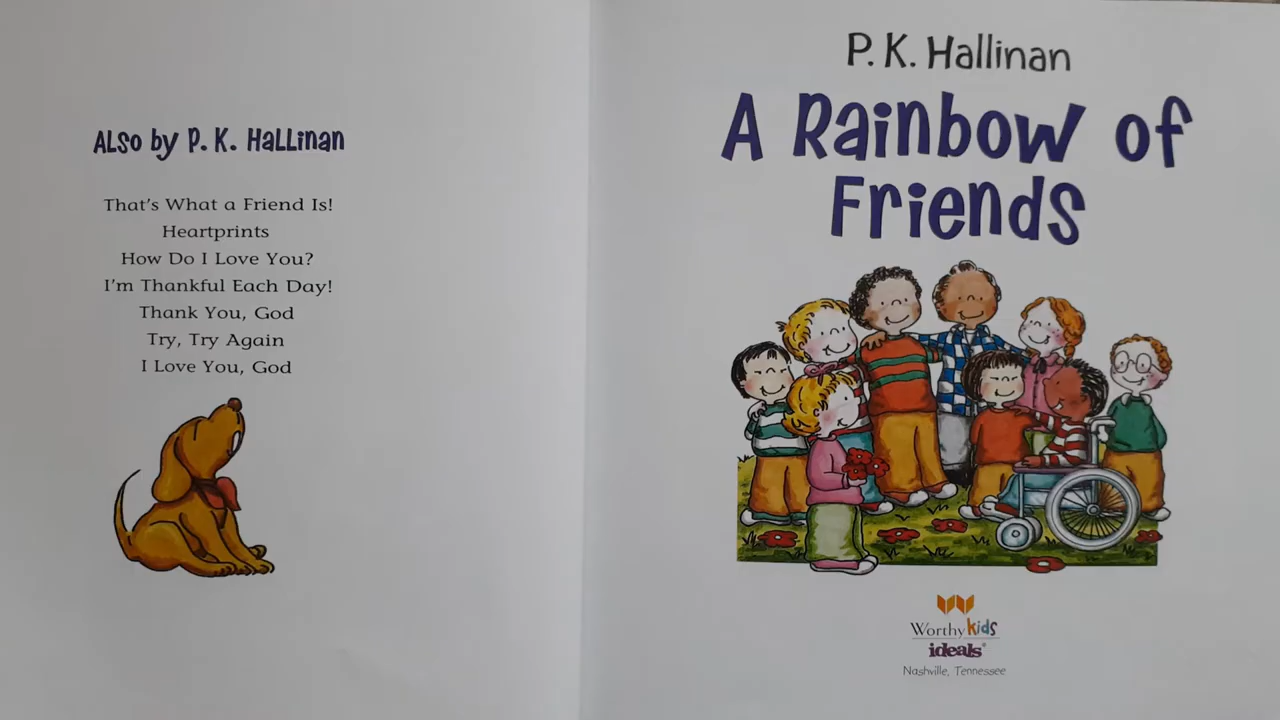 Also by P. K. Hallinan
That's What a Friend Is!
Heartprints
How Do I Love You?
I'm Thankful Each Day!
Thank You, God
Try, Try Again
I Love You, God
P. K. Hallinan
A Rainbow of
Friends
WorthyKids
ideals®
Nashville, Tennessee